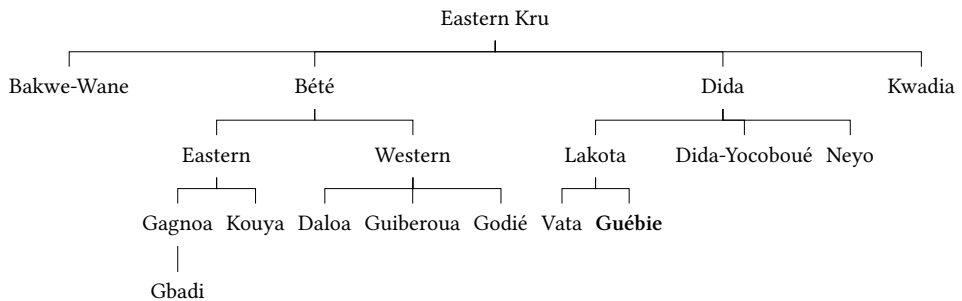 Eastern Kru
Bakwe-Wane Bété Dida Kwadia
Eastern Western Lakota Dida-Yocoboué Neyo
Gagnoa Kouya Daloa Guiberoua Godié Vata Guébie
Gbadi